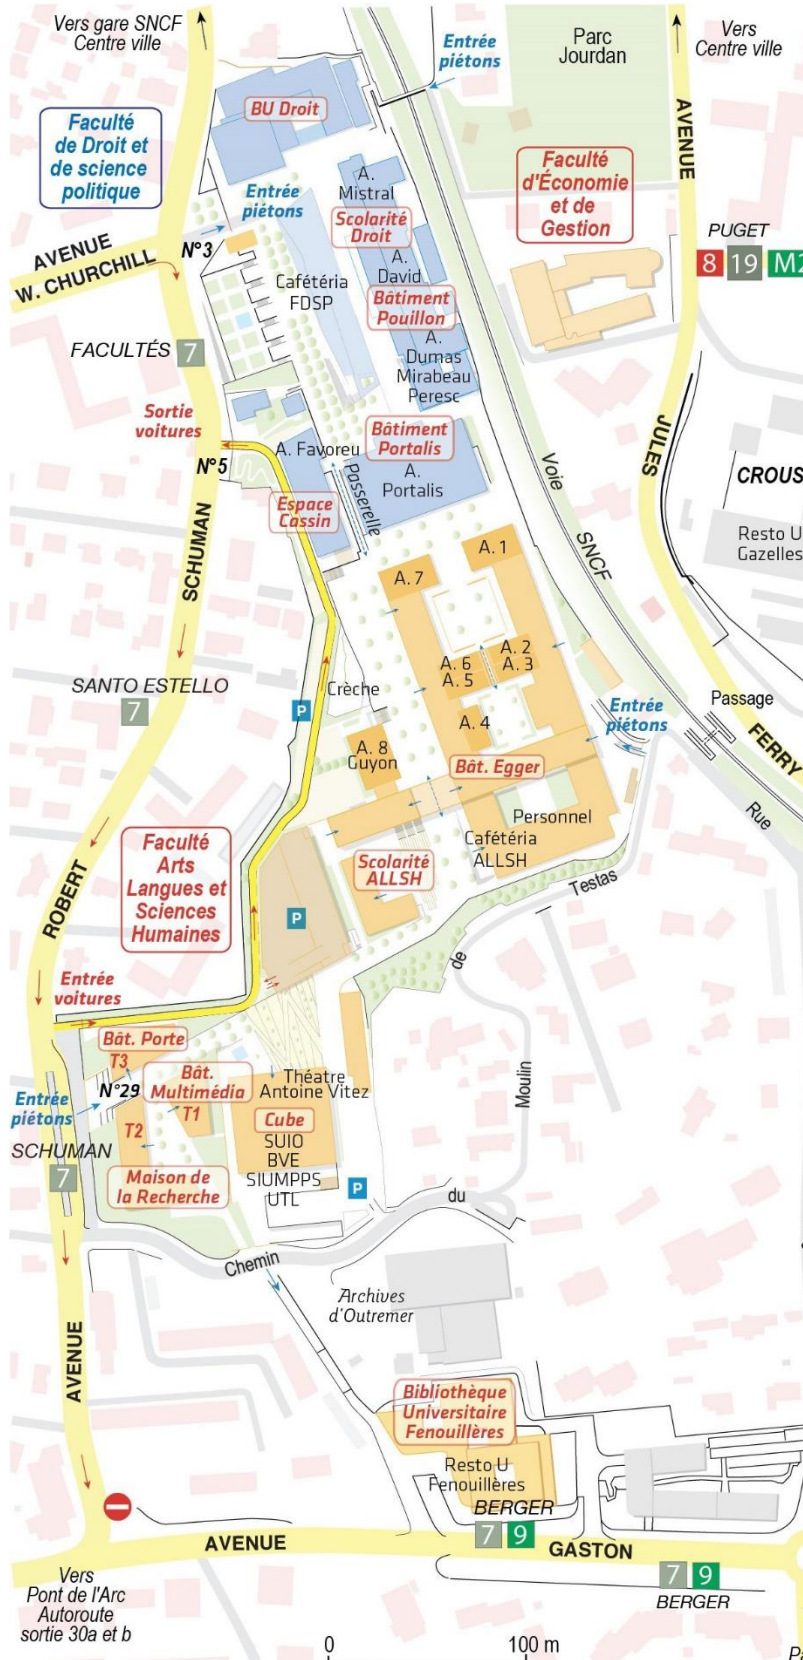 Vers gare SNCF
Centre ville
Entrée
piétons
Parc
Jourdan
Vers
Centre ville
BU Droit
Faculté
de Droit et
de science
politique
AVENUE
A.
Mistral
Faculté
d'Économie
et de
Gestion
Entrée
piétons
Scolarité
Droit
N°3
AVENUE
W. CHURCHILL
PUGET
8 19 M2
A.
David
Cafétéria
FDSP
Bâtiment
Pouillon
FACULTÉS 7
A.
Dumas
Mirabeau
Peresc
Sortie
voitures
N°5
Bâtiment
Portalis
A. Favoreu
A.
Portalis
JULES
Voie
SNCF
CROUS
Passerelle
Espace
Cassin
Resto U
Gazelles
SCHUMAN
A. 1
A. 7
A. 6
A. 5
A. 2
A. 3
SANTO ESTELLO
7
P
Crèche
A. 4
Entrée
piétons
Passage
FERRY
A. 8
Guyon
Bât. Egger
Rue
Personnel
Cafétéria
ALLSH
Faculté
Arts
Langues et
Sciences
Humaines
Scolarité
ALLSH
ROBERT
P
Testas
de
Entrée
voitures
Bât. Porte
T3
Bât.
Multimédia
N°29
T1
Théatre
Antoine Vitez
Moulin
Entrée
piétons
T2
Cube
SUIO
BVE
SIUMPPS
UTL
SCHUMAN
7
Maison de
la Recherche
P
du
Chemin
Archives
d'Outremer
AVENUE
Bibliothèque
Universitaire
Fenouillères
Resto U
Fenouillères
BERGER
7 9
AVENUE
GASTON
7 9
BERGER
Vers
Pont de l'Arc
Autoroute
sortie 30a et b
0
100 m